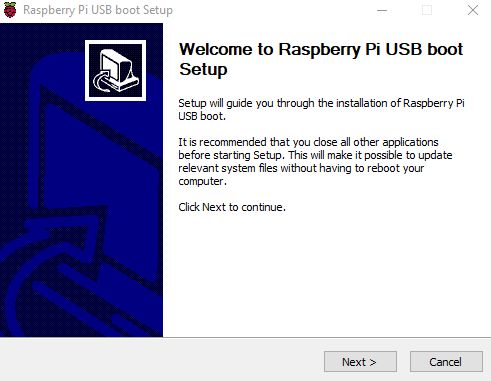 Raspberry Pi USB boot Setup
Welcome to Raspberry Pi USB boot
Setup
Setup will guide you through the installation of Raspberry Pi
USB boot.
It is recommended that you close all other applications
before starting Setup. This will make it possible to update
relevant system files without having to reboot your
computer.
Click Next to continue.
Next >
Cancel